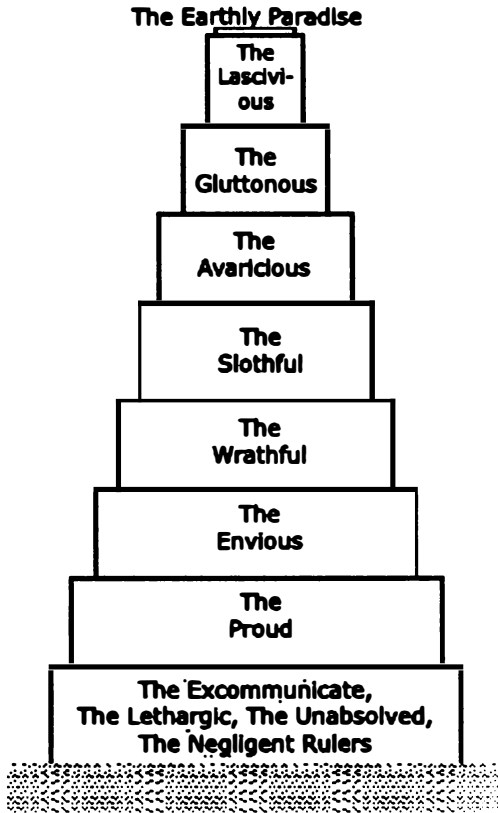 The Earthly Paradise
The
Lascivi-
ous
The
Gluttonous
The
Avaricious
The
Slothful
The
Wrathful
The
Envious
The
Proud
The Excommunicate,
The Lethargic, The Unabsolved,
The Negligent Rulers